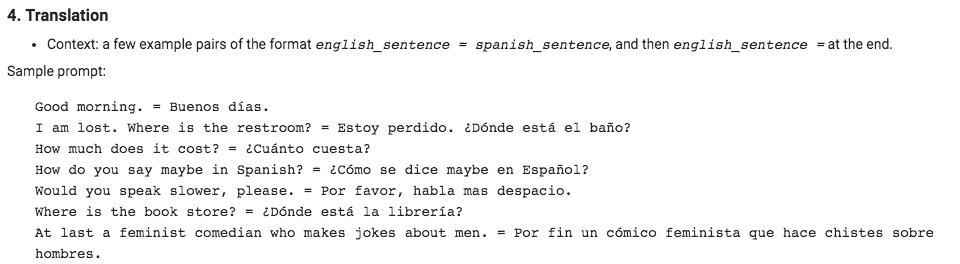 4. Translation
• Context: a few example pairs of the format english_sentence = spanish_sentence, and then english_sentence = at the end.
Sample prompt:
Good morning. = Buenos días.
I am lost. Where is the restroom? = Estoy perdido. ¿Dónde está el baño?
How much does it cost? = ¿Cuánto cuesta?
How do you say maybe in Spanish? = ¿Cómo se dice maybe en Español?
Would you speak slower, please. = Por favor, habla mas despacio.
Where is the book store? = ¿Dónde está la librería?
At last a feminist comedian who makes jokes about men. = Por fin un cómico feminista que hace chistes sobre
hombres.